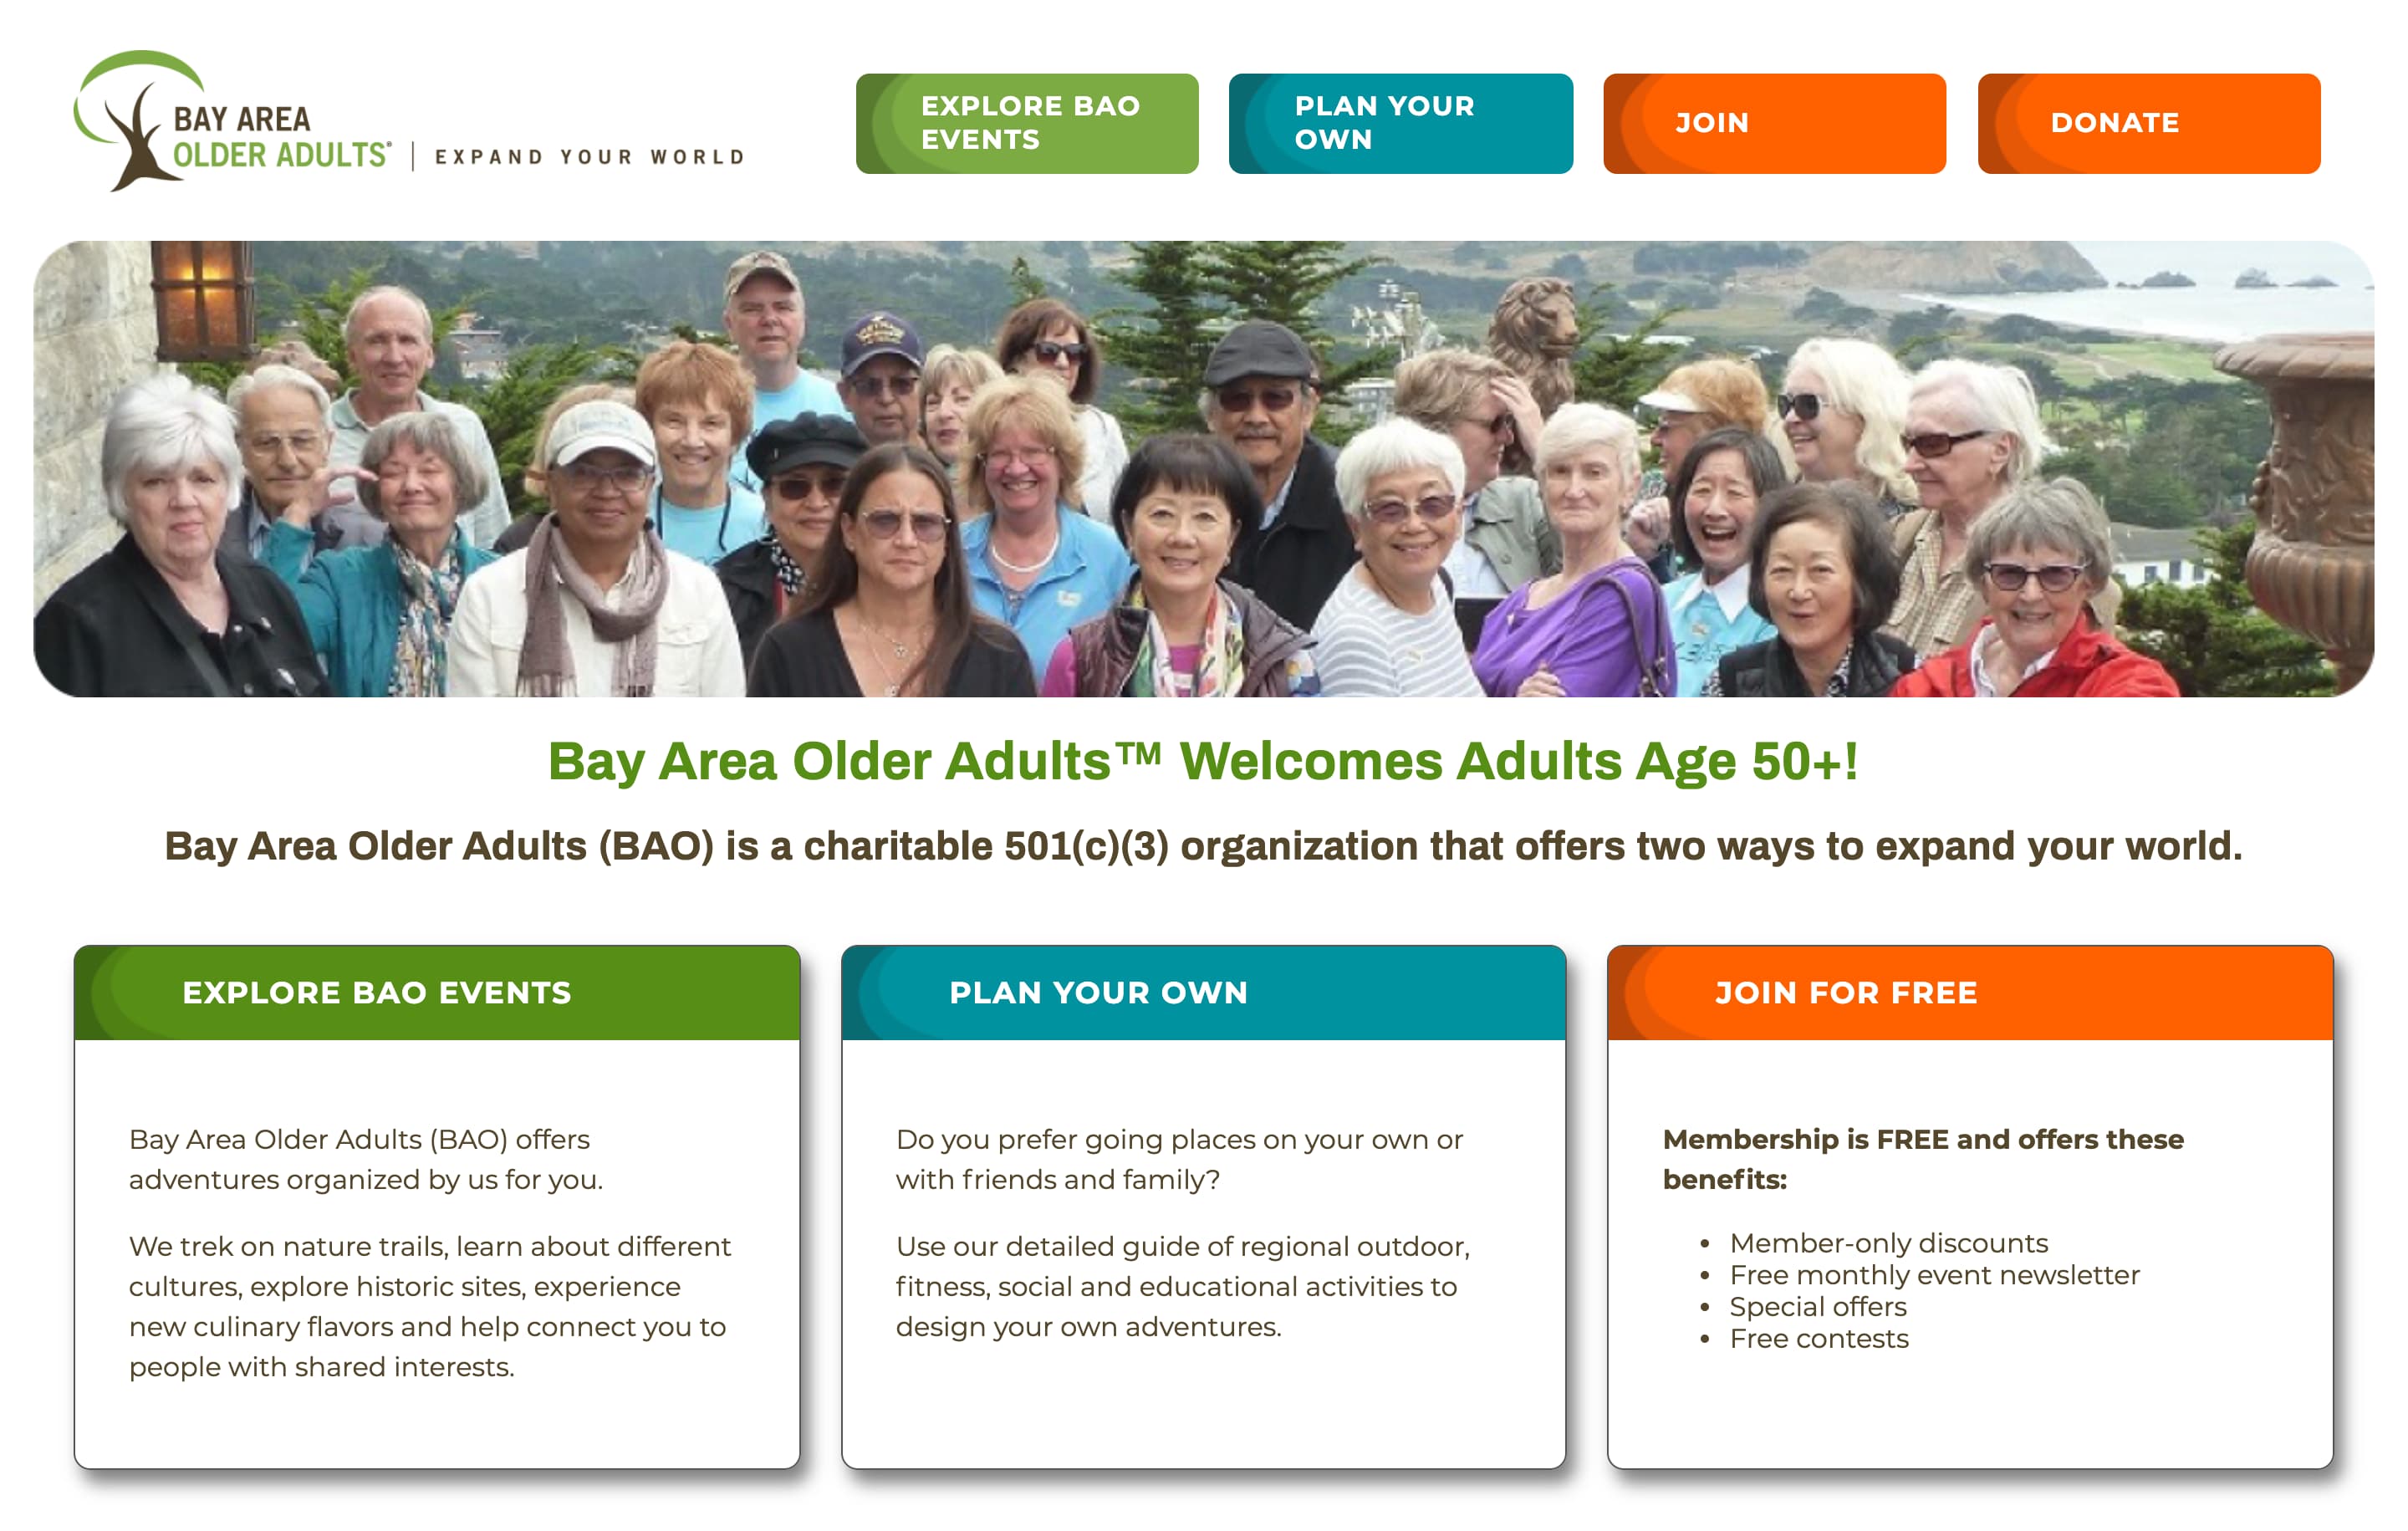 BAY AREA
OLDER ADULTS® | EXPAND YOUR WORLD
EXPLORE BAO
EVENTS
PLAN YOUR
OWN
JOIN
DONATE
Bay Area Older Adults™ Welcomes Adults Age 50+!
Bay Area Older Adults (BAO) is a charitable 501(c)(3) organization that offers two ways to expand your world.
EXPLORE BAO EVENTS
Bay Area Older Adults (BAO) offers
adventures organized by us for you.
We trek on nature trails, learn about different
cultures, explore historic sites, experience
new culinary flavors and help connect you to
people with shared interests.
PLAN YOUR OWN
Do you prefer going places on your own or
with friends and family?
Use our detailed guide of regional outdoor,
fitness, social and educational activities to
design your own adventures.
JOIN FOR FREE
Membership is FREE and offers these
benefits:
• Member-only discounts
• Free monthly event newsletter
• Special offers
• Free contests